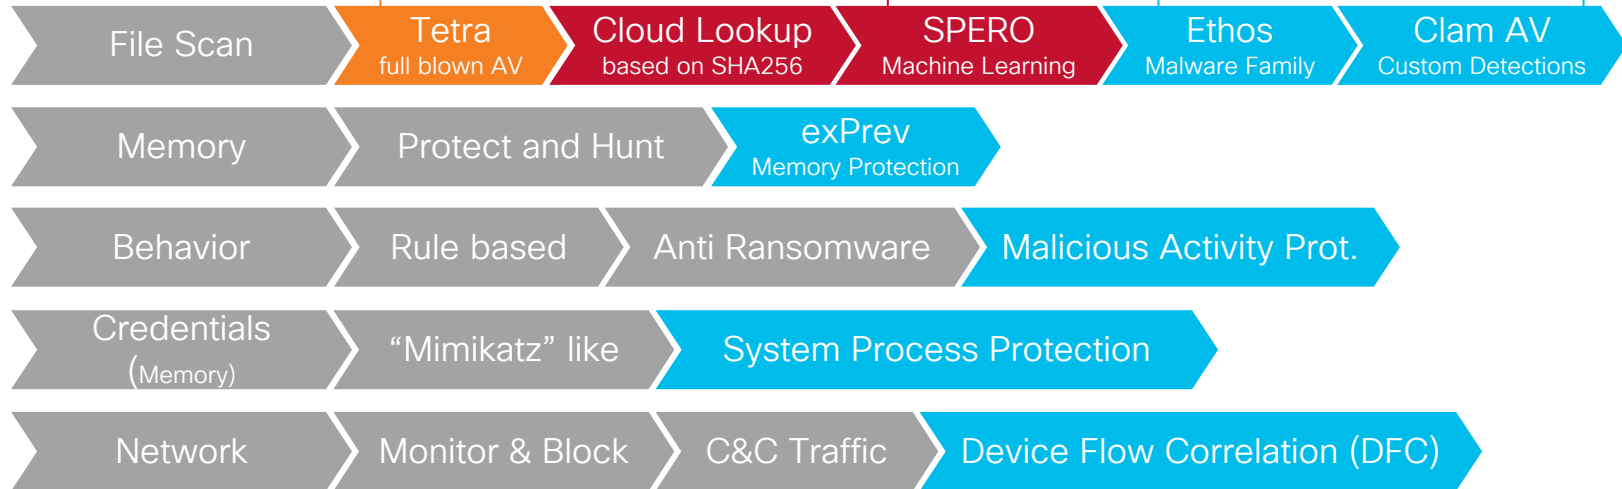 File Scan
Tetra
full blown AV
Cloud Lookup
based on SHA256
SPERO
Machine Learning
Ethos
Malware Family
Clam AV
Custom Detections
Memory
Protect and Hunt
exPrev
Memory Protection
Behavior
Rule based
Anti Ransomware
Malicious Activity Prot.
Credentials
(Memory)
“Mimikatz” like
System Process Protection
Network
Monitor & Block
C&C Traffic
Device Flow Correlation (DFC)